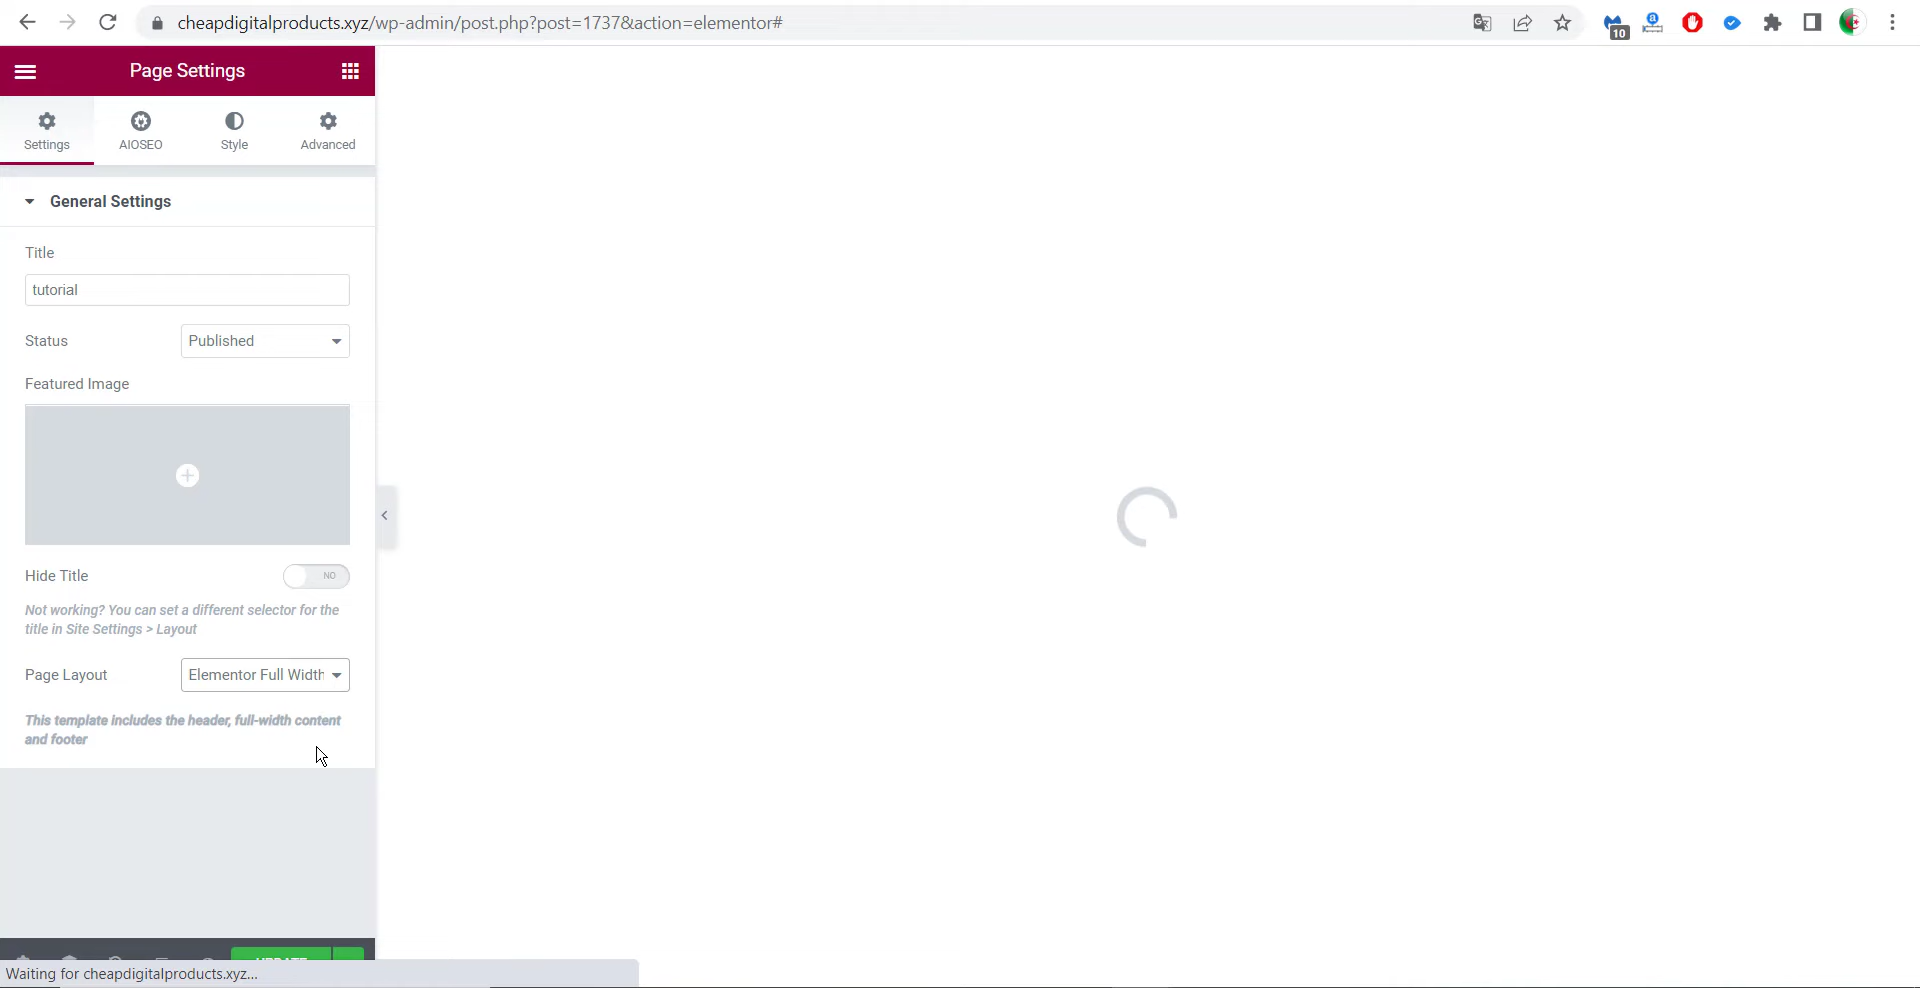 cheapdigitalproducts.xyz/wp-admin/post.php?post=1737&action=elementor#
10
Page Settings
Settings
AIOSEO
Style
Advanced
General Settings
Title
tutorial
Status
Published
Featured Image
Hide Title
NO
Not working? You can set a different selector for the
title in Site Settings > Layout
Page Layout
Elementor Full Width
This template includes the header, full-width content
and footer
UPDATE
Waiting for cheapdigitalproducts.xyz...